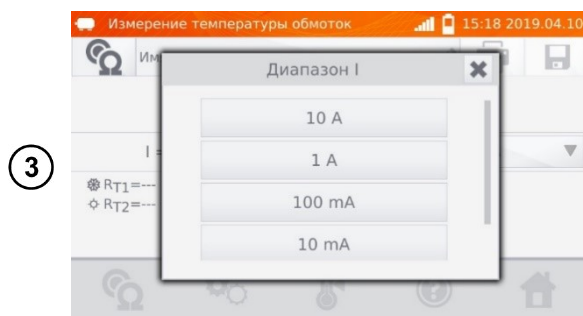 Измерение температуры обмоток 15:18 2019.04.10
Им
Диапазон I
10 A
1 A
I =
3
100 mA
RT1=---
RT2=---
10 mA